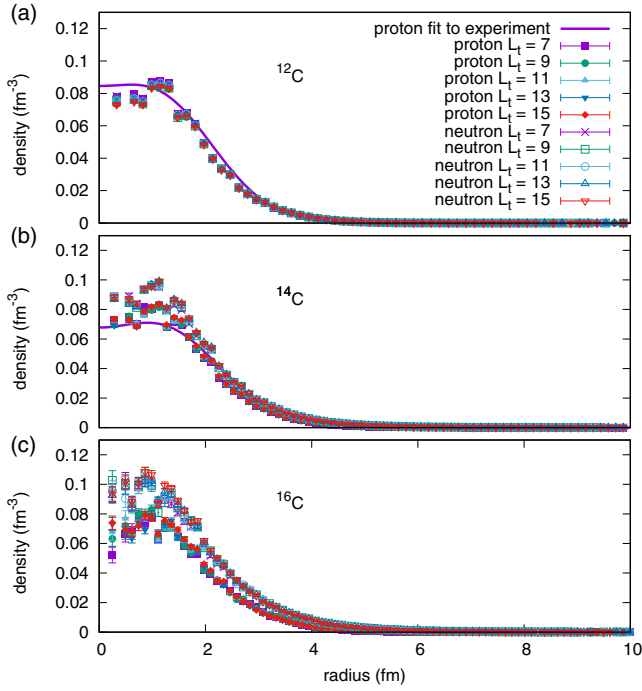 (a)
0.12
0.1
0.08
0.06
0.04
0.02
0
density (fm⁻³)
¹²C
proton fit to experiment
proton Lₜ = 7
proton Lₜ = 9
proton Lₜ = 11
proton Lₜ = 13
proton Lₜ = 15
neutron Lₜ = 7
neutron Lₜ = 9
neutron Lₜ = 11
neutron Lₜ = 13
neutron Lₜ = 15
(b)
0.12
0.1
0.08
0.06
0.04
0.02
0
density (fm⁻³)
¹⁴C
(c)
0.12
0.1
0.08
0.06
0.04
0.02
0
density (fm⁻³)
¹⁶C
0 2 4 6 8 10
radius (fm)